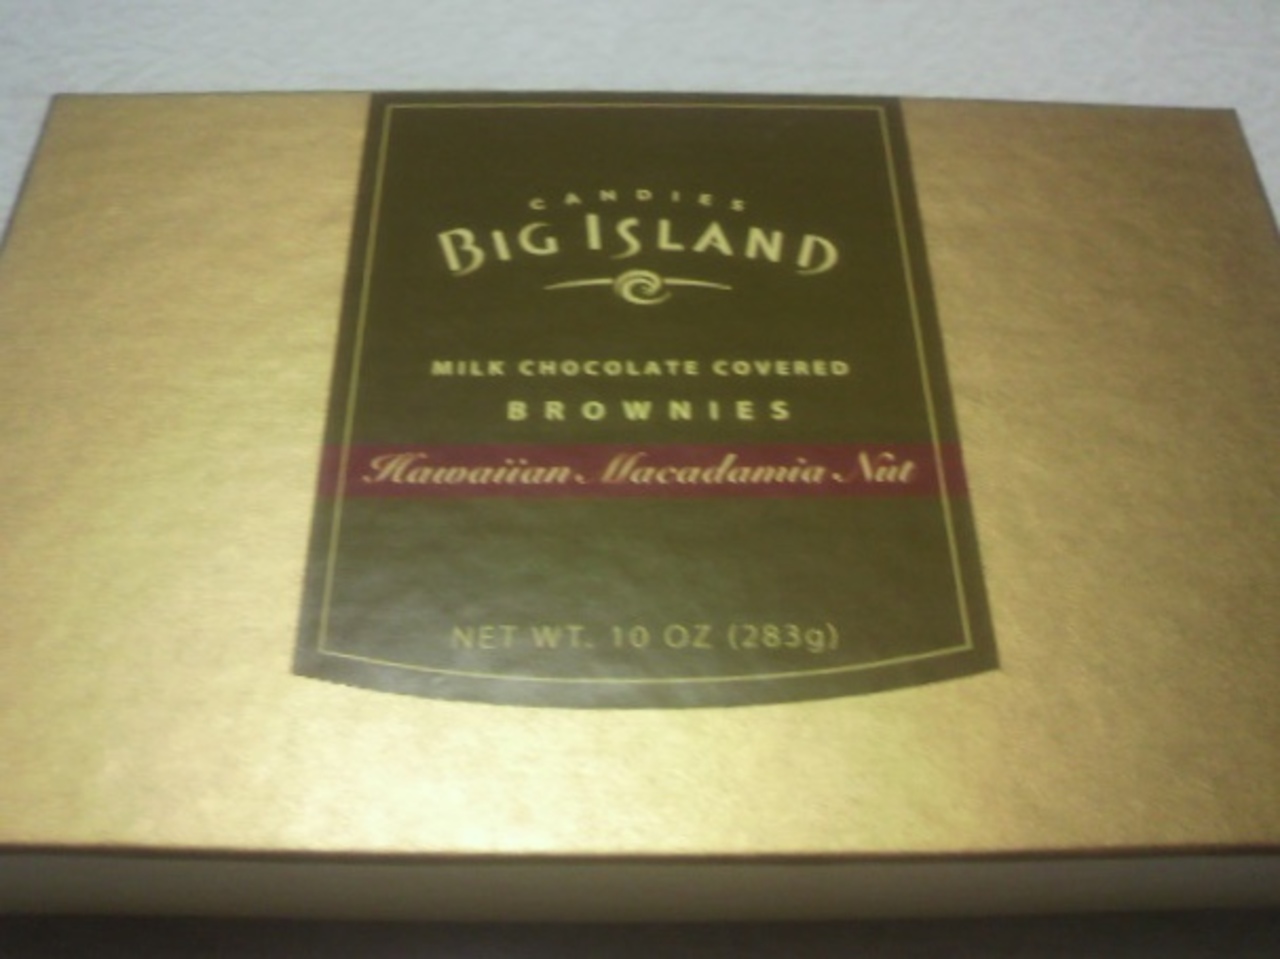 CANDIES
BIG ISLAND
MILK CHOCOLATE COVERED
BROWNIES
Hawaiian Macadamia Nut
NET WT. 10 OZ (283g)